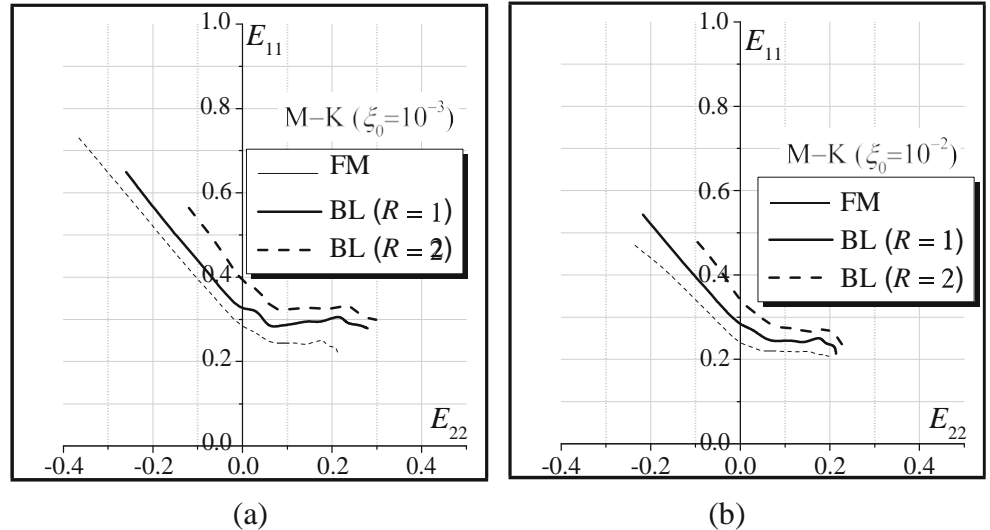 1.0
E11
0.8
M–K (ξ0=10−3)
FM
0.6
BL (R = 1)
BL (R = 2)
0.4
0.2
0.0
E22
-0.4 -0.2 0.0 0.2 0.4
(a)
1.0
E11
0.8
M–K (ξ0=10−2)
0.6
FM
BL (R = 1)
BL (R = 2)
0.4
0.2
0.0
E22
-0.4 -0.2 0.0 0.2 0.4
(b)